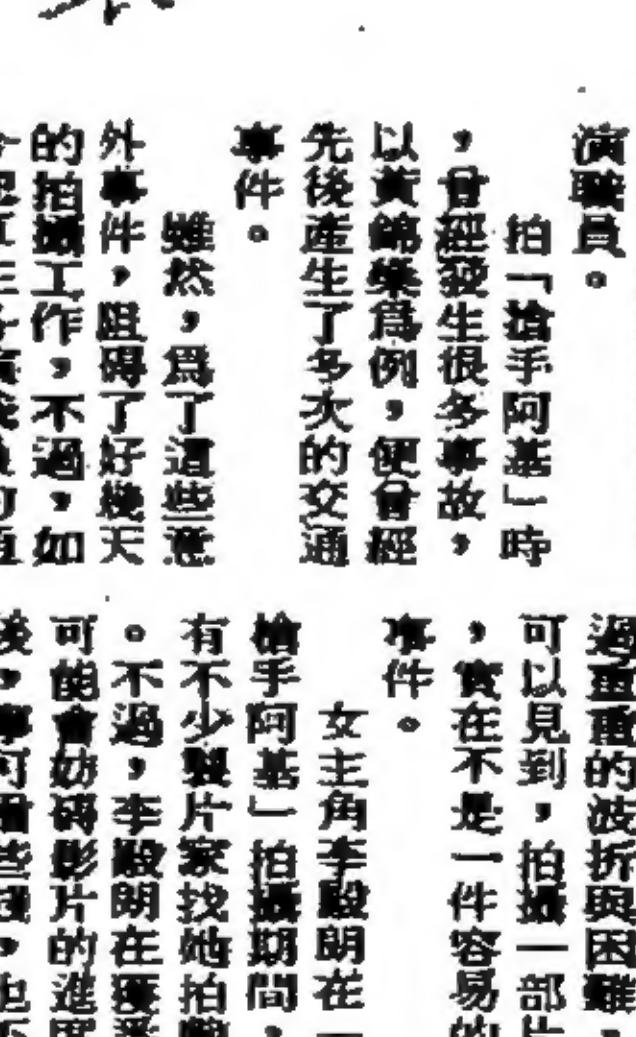 演職員。
拍「槍手阿基」時
，曾經發生很多事故，
以黃錦燊爲例，便曾經
先後產生了多次的交通
事件。
雖然，爲了這些意
外事件，阻碍了好幾天
的拍攝工作，不過，如
過重重的波折與困難，
可以見到，拍攝一部片
，實在不是一件容易的
事件。
女主角李殿朗在「
槍手阿基」拍攝期間，
有不少製片家找她拍
。不過，李殿朗在獲悉
可能會妨碍影片的進度
後，寧可